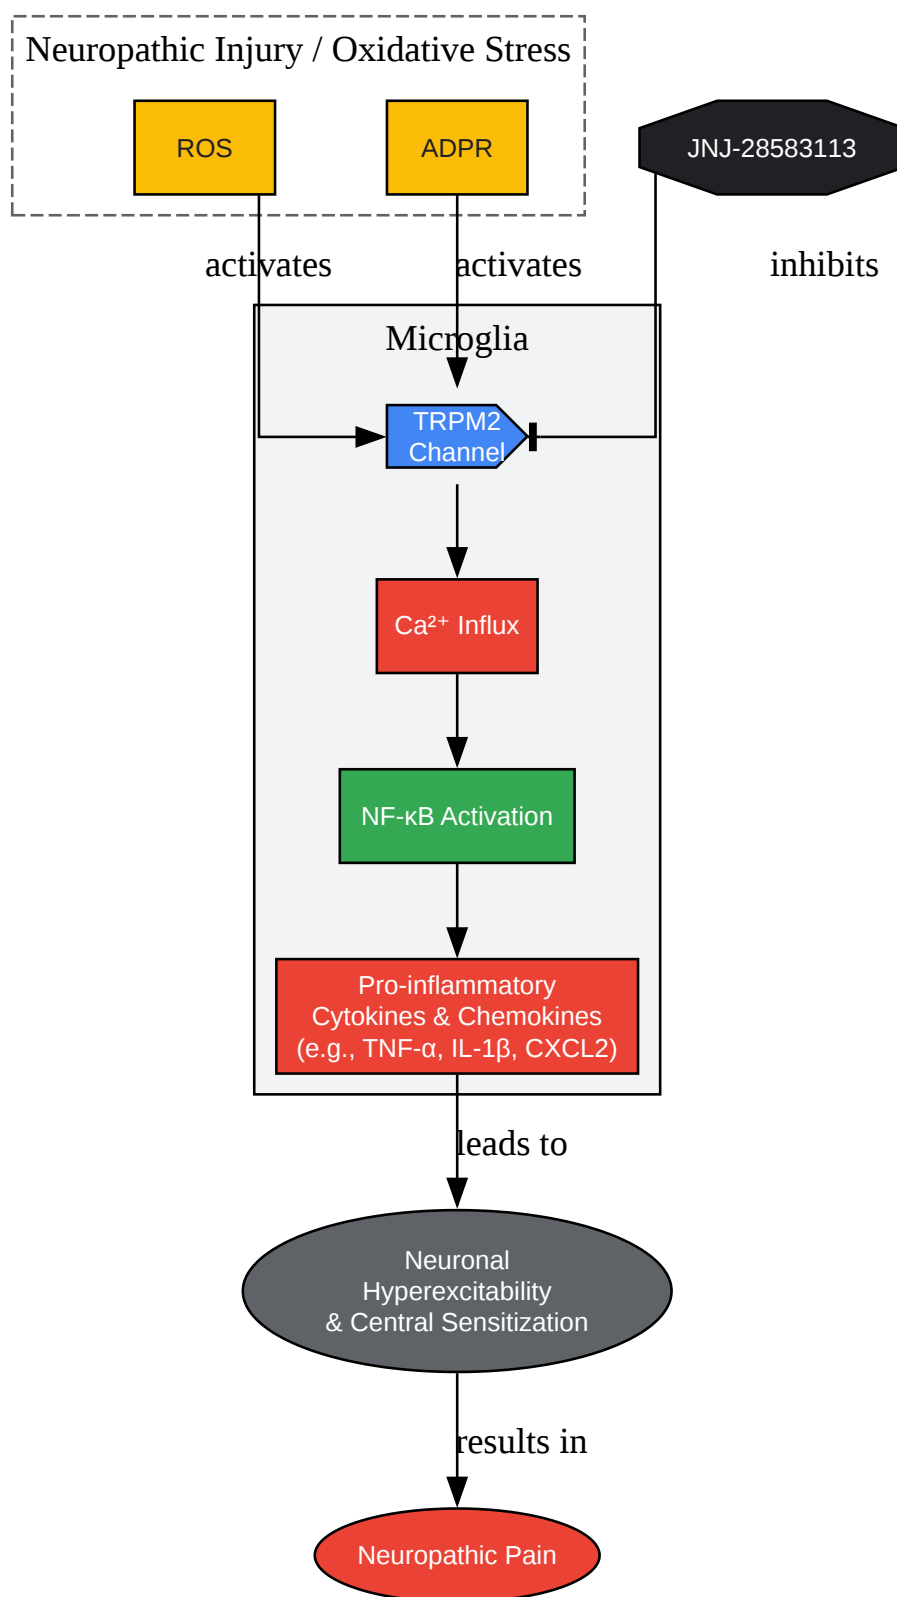 Neuropathic Injury / Oxidative Stress
ROS
ADPR
JNJ-28583113
activates
activates
inhibits
Microglia
TRPM2
Channel
Ca²⁺ Influx
NF-κB Activation
Pro-inflammatory
Cytokines & Chemokines
(e.g., TNF-α, IL-1β, CXCL2)
leads to
Neuronal
Hyperexcitability
& Central Sensitization
results in
Neuropathic Pain